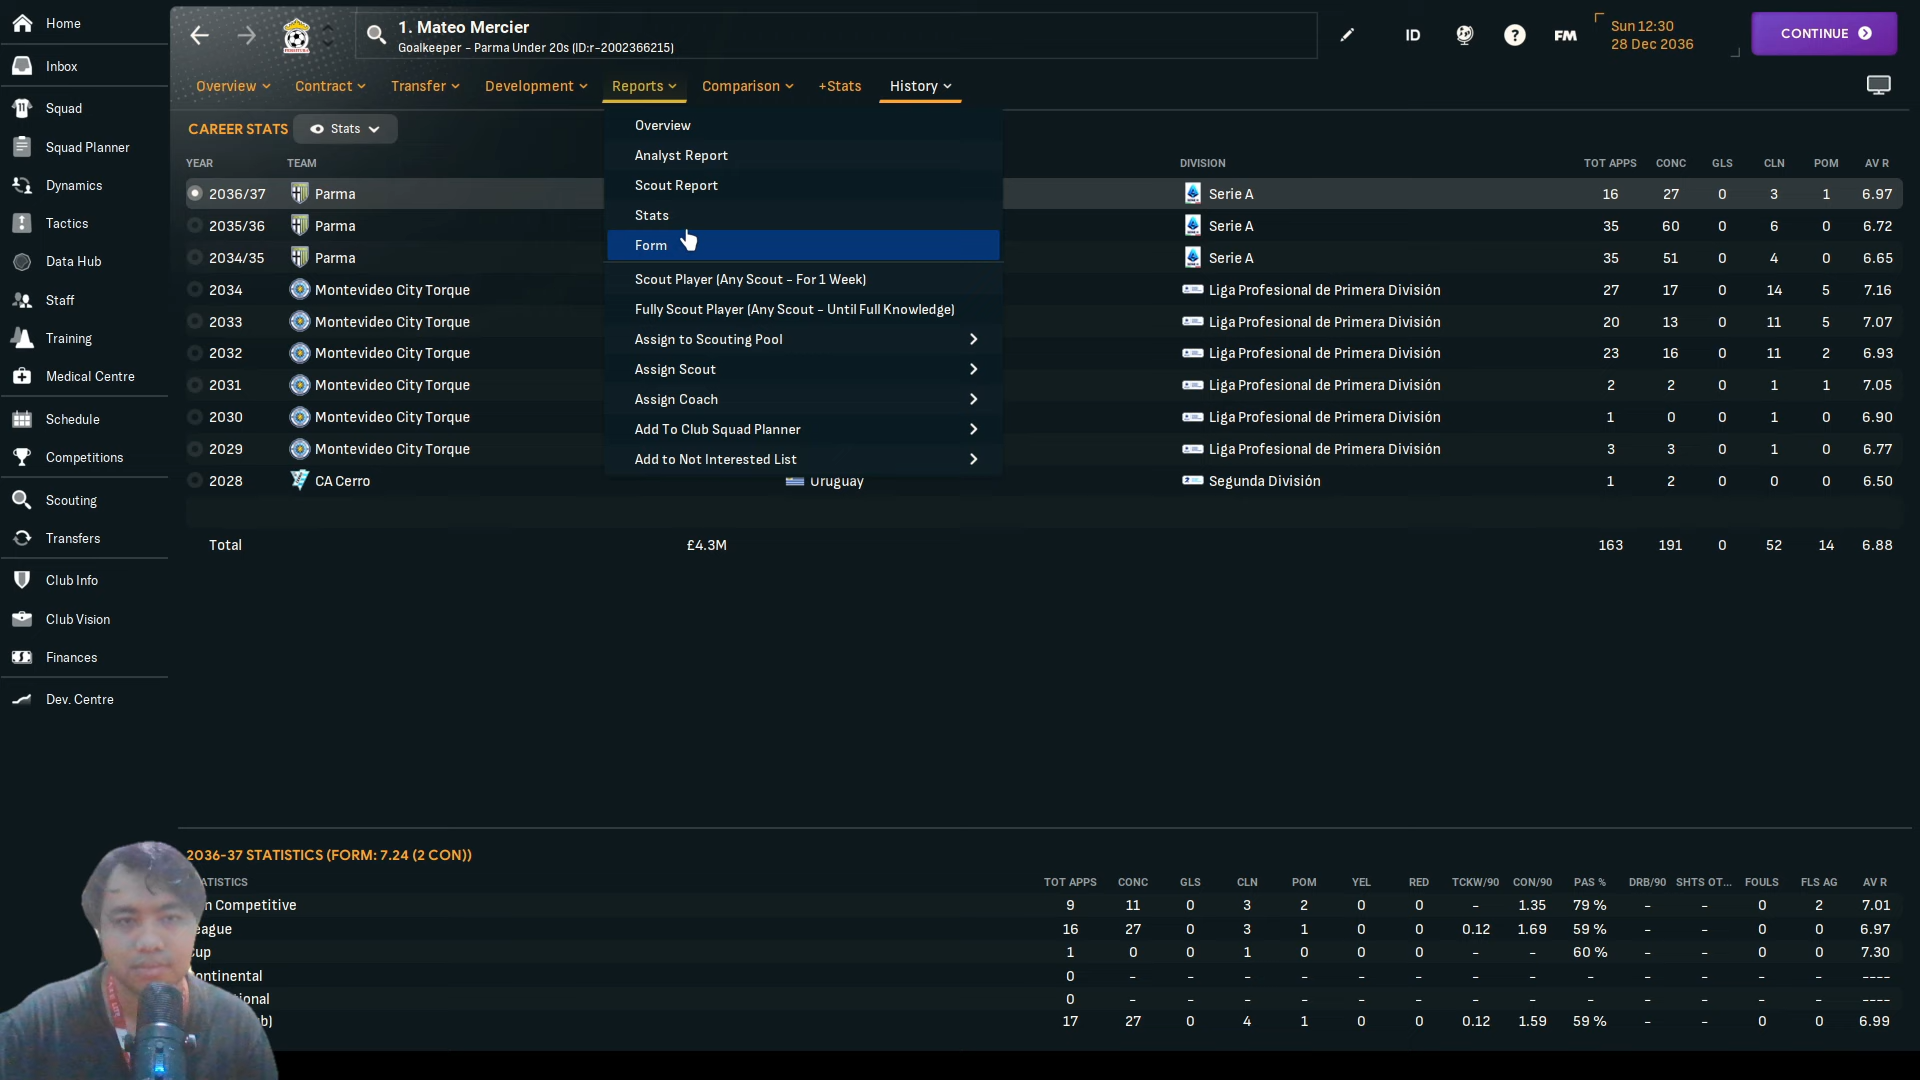 Home
Inbox
Squad
Squad Planner
Dynamics
Tactics
Data Hub
Staff
Training
Medical Centre
Schedule
Competitions
Scouting
Transfers
Club Info
Club Vision
Finances
Dev. Centre
1. Mateo Mercier
Goalkeeper - Parma Under 20s (ID:r-2002366215)
ID
FM
Sun 12:30
28 Dec 2036
CONTINUE
Overview Contract Transfer Development Reports Comparison +Stats History
CAREER STATS Stats
YEAR TEAM DIVISION TOT APPS CONC GLS CLN POM AV R
2036/37 Parma Serie A 16 27 0 3 1 6.97
2035/36 Parma Serie A 35 60 0 6 0 6.72
2034/35 Parma Serie A 35 51 0 4 0 6.65
2034 Montevideo City Torque Liga Profesional de Primera División 27 17 0 14 5 7.16
2033 Montevideo City Torque Liga Profesional de Primera División 20 13 0 11 5 7.07
2032 Montevideo City Torque Liga Profesional de Primera División 23 16 0 11 2 6.93
2031 Montevideo City Torque Liga Profesional de Primera División 2 2 0 1 1 7.05
2030 Montevideo City Torque Liga Profesional de Primera División 1 0 0 1 0 6.90
2029 Montevideo City Torque Liga Profesional de Primera División 3 3 0 1 0 6.77
2028 CA Cerro Uruguay Segunda División 1 2 0 0 0 6.50
Total £4.3M 163 191 0 52 14 6.88
Overview
Analyst Report
Scout Report
Stats
Form
Scout Player (Any Scout - For 1 Week)
Fully Scout Player (Any Scout - Until Full Knowledge)
Assign to Scouting Pool
Assign Scout
Assign Coach
Add To Club Squad Planner
Add to Not Interested List
2036-37 STATISTICS (FORM: 7.24 (2 CON))
TOT APPS CONC GLS CLN POM YEL RED TCKW/90 CON/90 PAS % DRB/90 SHTS OT... FOULS FLS AG AV R
Competitive 9 11 0 3 2 0 0 - 1.35 79 % - - 0 2 7.01
16 27 0 3 1 0 0 0.12 1.69 59 % - - 0 0 6.97
1 0 0 1 0 0 0 - - 60 % - - 0 0 7.30
0 - - - - - - - - - - - - - ----
0 - - - - - - - - - - - - - ----
17 27 0 4 1 0 0 0.12 1.59 59 % - - 0 0 6.99